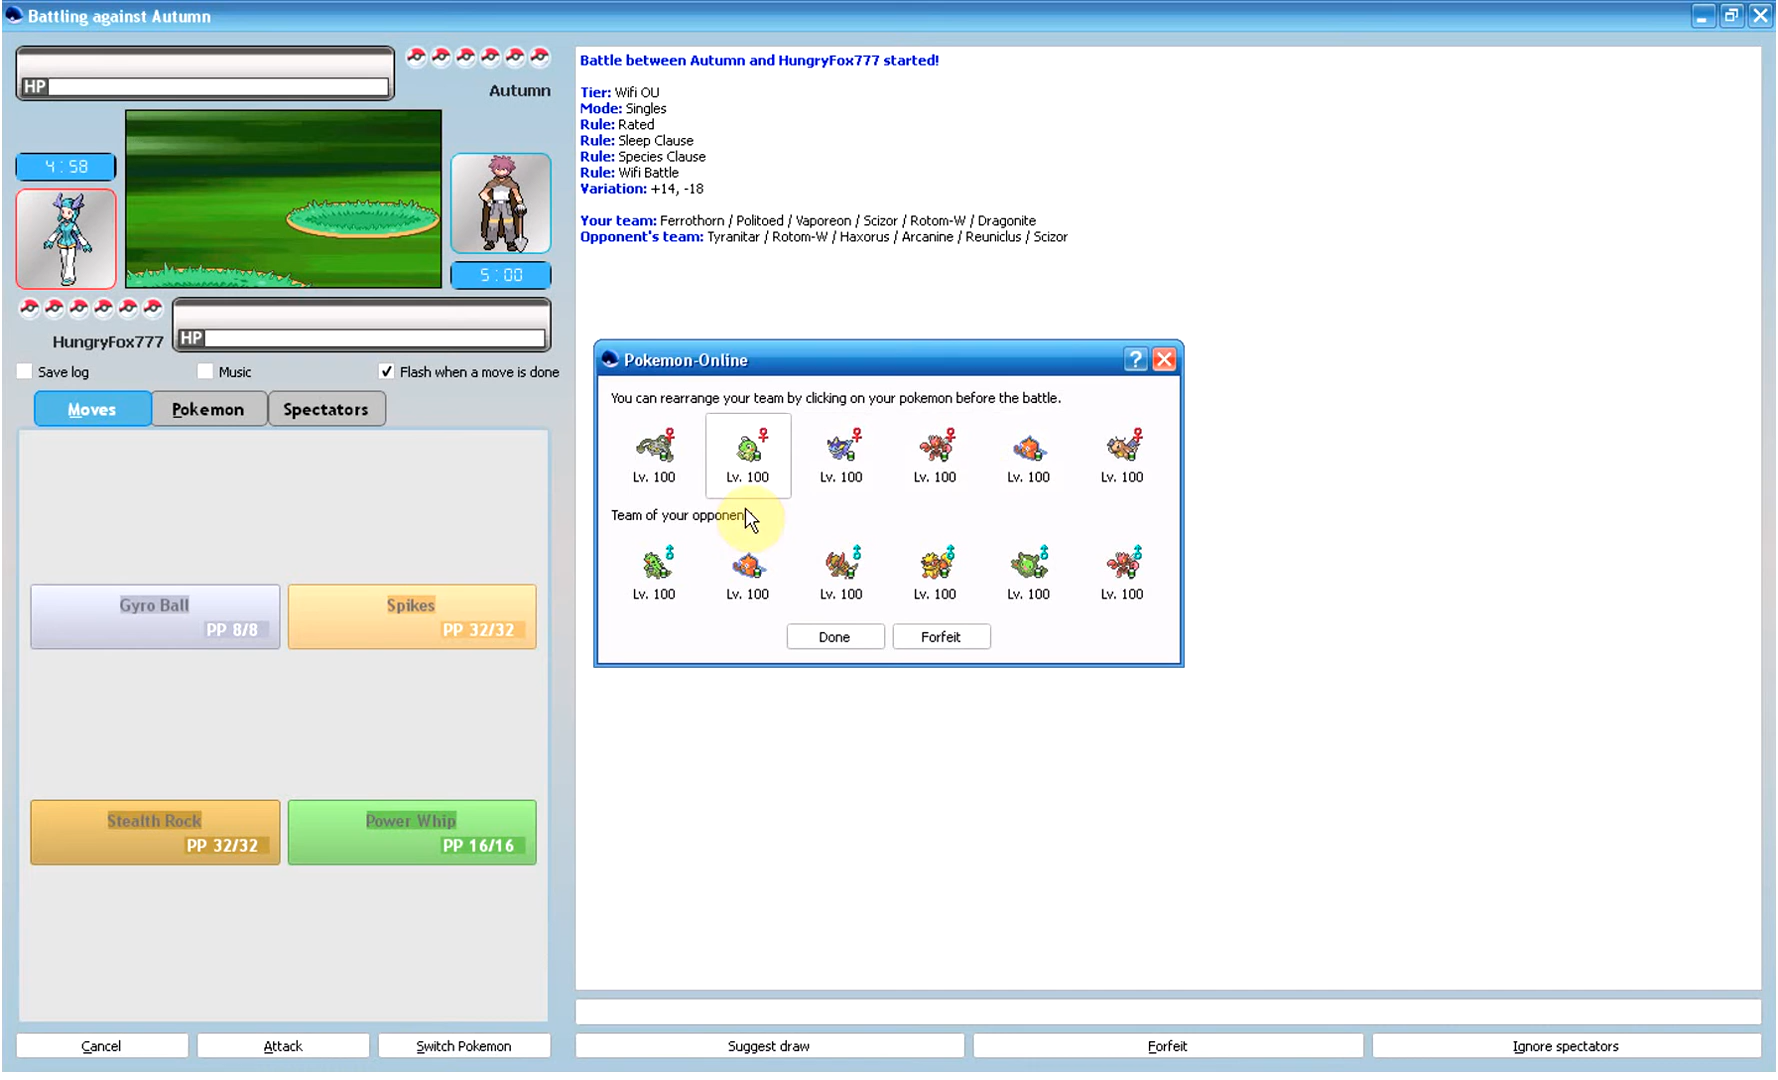 Battling against Autumn
HP
Autumn
4:58
5:00
HungryFox777
HP
Save log
Music
Flash when a move is done
Moves
Pokemon
Spectators
Gyro Ball
PP 8/8
Spikes
PP 32/32
Stealth Rock
PP 32/32
Power Whip
PP 16/16
Cancel
Attack
Switch Pokemon
Battle between Autumn and HungryFox777 started!
Tier: Wifi OU
Mode: Singles
Rule: Rated
Rule: Sleep Clause
Rule: Species Clause
Rule: Wifi Battle
Variation: +14, -18
Your team: Ferrothorn / Politoed / Vaporeon / Scizor / Rotom-W / Dragonite
Opponent's team: Tyranitar / Rotom-W / Haxorus / Arcanine / Reuniclus / Scizor
Pokemon-Online
?
You can rearrange your team by clicking on your pokemon before the battle.
Lv. 100 Lv. 100 Lv. 100 Lv. 100 Lv. 100 Lv. 100
Team of your opponent
Lv. 100 Lv. 100 Lv. 100 Lv. 100 Lv. 100 Lv. 100
Done
Forfeit
Suggest draw
Forfeit
Ignore spectators